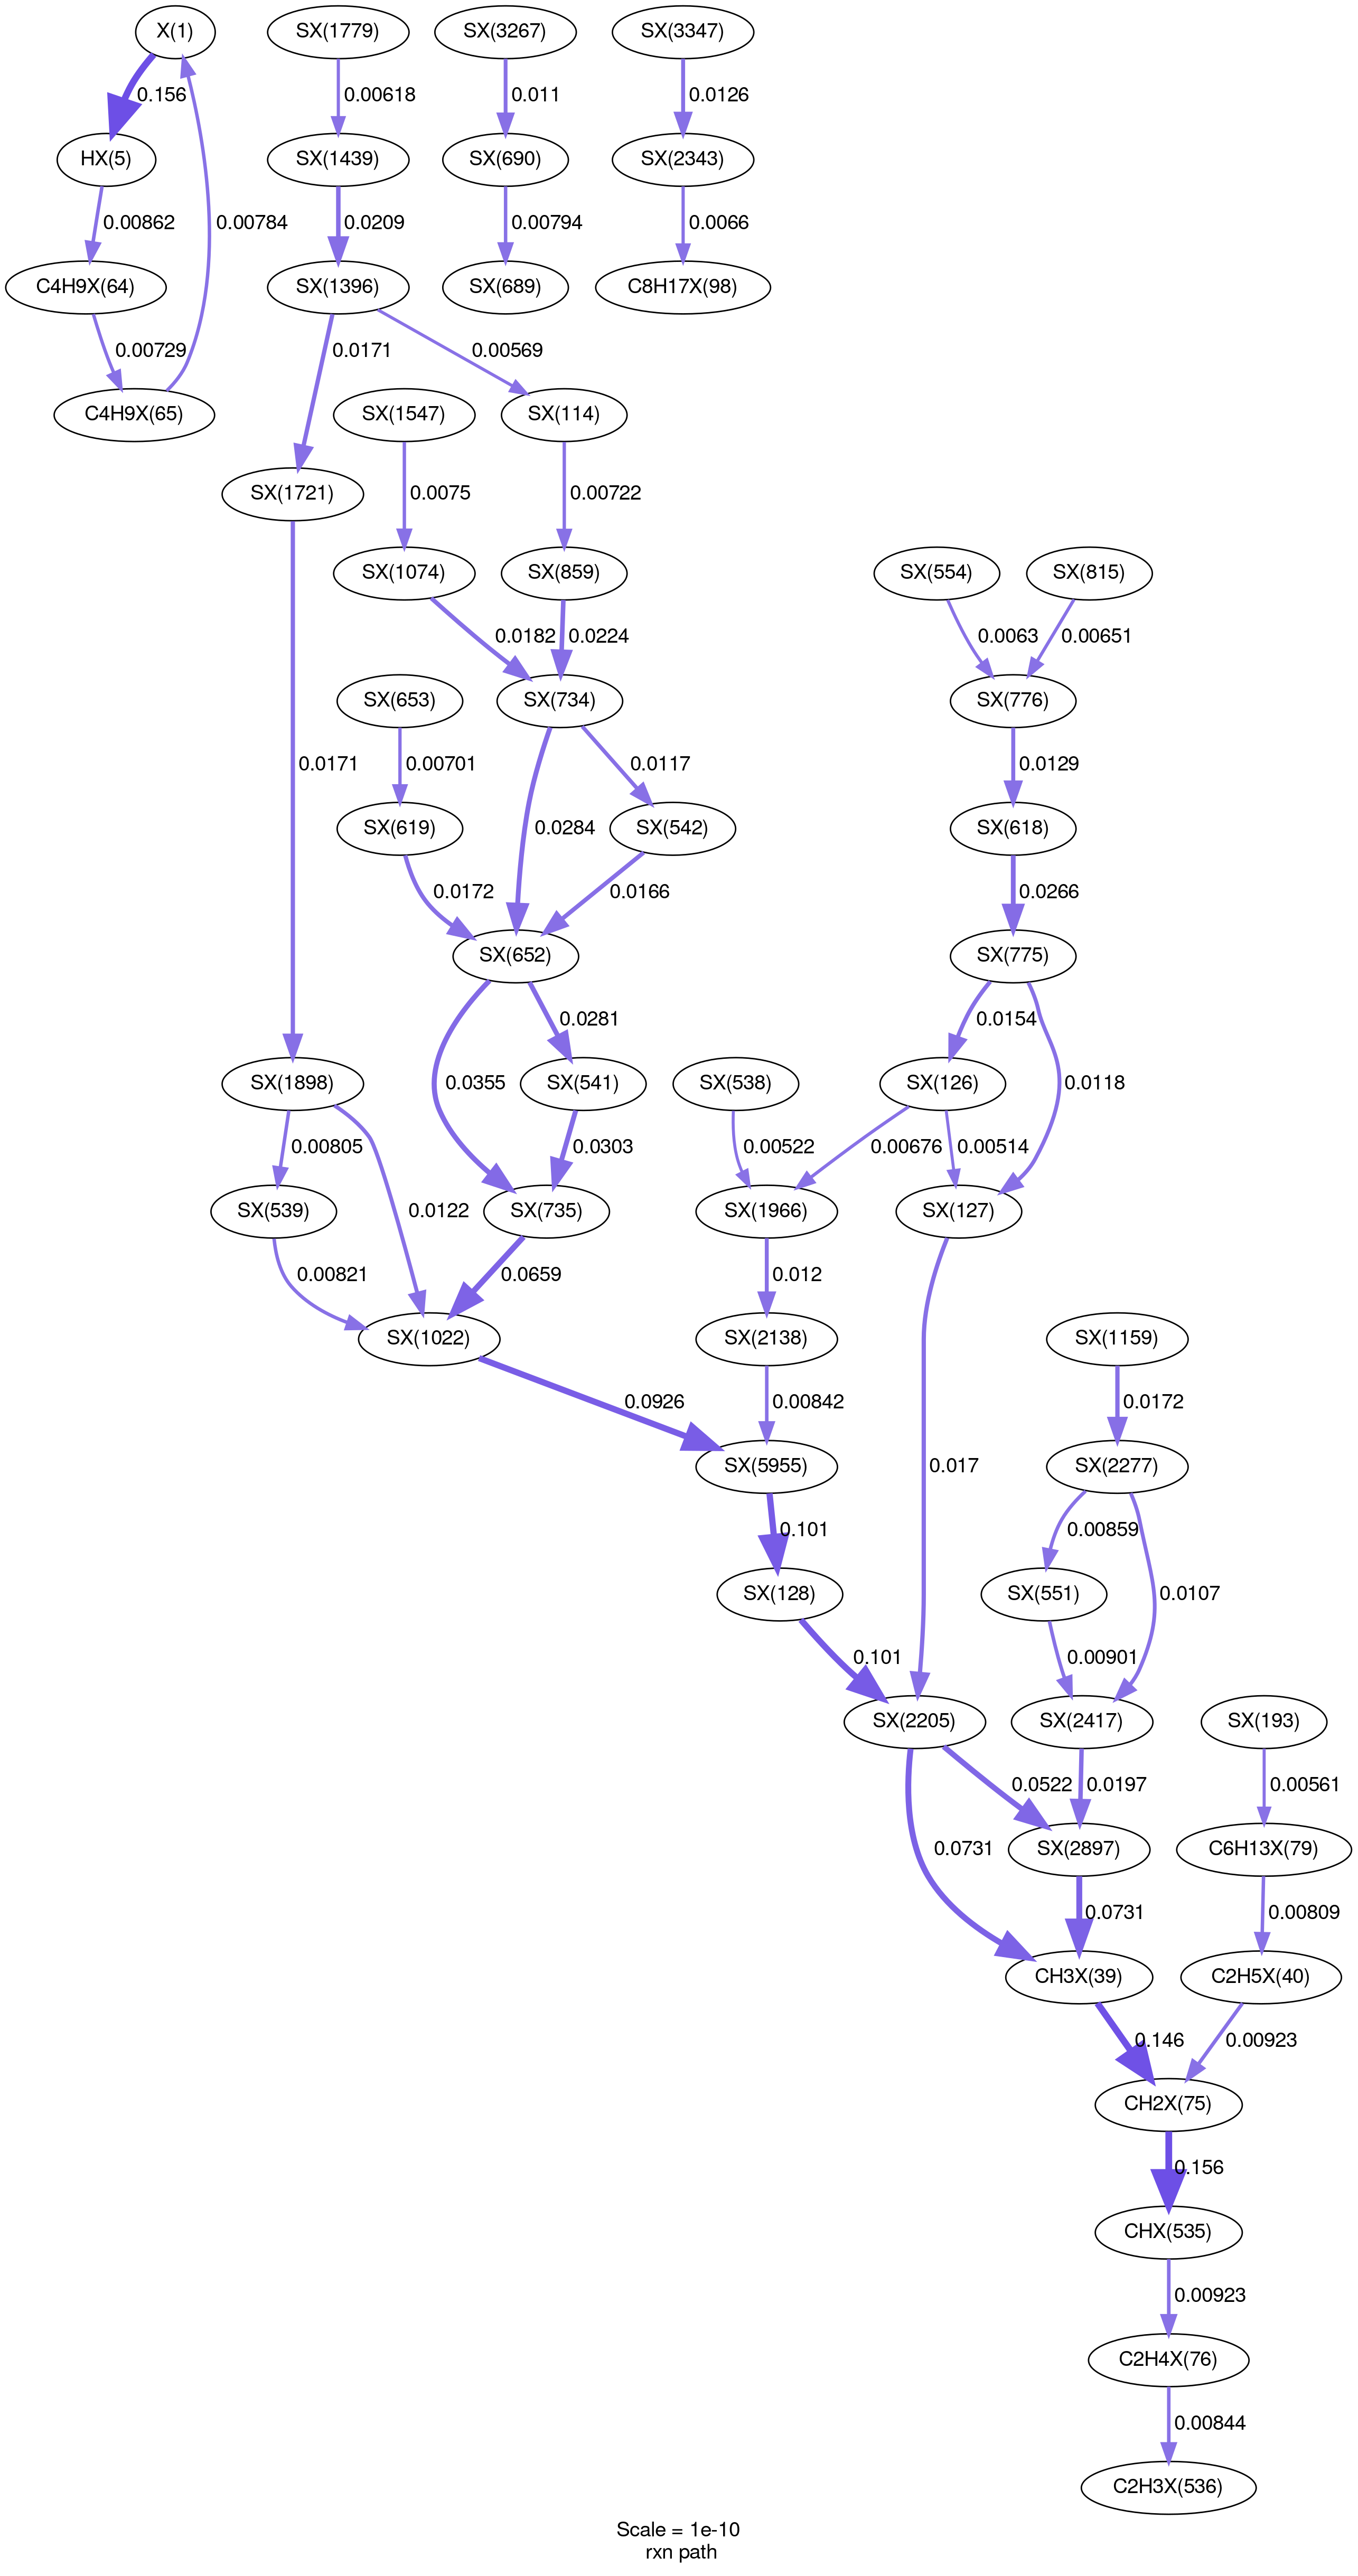 X(1)
SX(1779)
SX(3267)
SX(3347)
0.156
0.00618
0.011
0.0126
HX(5)
SX(1439)
SX(690)
SX(2343)
0.00862
0.00784
0.0209
0.00794
0.0066
C4H9X(64)
SX(1396)
SX(689)
C8H17X(98)
0.00729
0.0171
0.00569
C4H9X(65)
SX(1547)
SX(114)
SX(1721)
0.0075
0.00722
SX(1074)
SX(859)
SX(554)
SX(815)
0.0182
0.0224
0.0063
0.00651
SX(653)
SX(734)
SX(776)
0.0171
0.00701
0.0117
0.0129
SX(619)
0.0284
SX(542)
SX(618)
0.0172
0.0166
0.0266
SX(652)
SX(775)
0.0281
0.0154
SX(1898)
0.0355
SX(541)
SX(538)
SX(126)
0.0118
0.00805
0.0303
0.00522
0.00676
0.00514
SX(539)
0.0122
SX(735)
SX(1966)
SX(127)
0.00821
0.0659
0.012
SX(1022)
SX(2138)
SX(1159)
0.0926
0.00842
0.0172
SX(5955)
0.017
SX(2277)
0.101
0.00859
SX(128)
SX(551)
0.0107
0.101
0.00901
SX(2205)
SX(2417)
SX(193)
0.0522
0.0197
0.00561
0.0731
SX(2897)
C6H13X(79)
0.0731
0.00809
CH3X(39)
C2H5X(40)
0.146
0.00923
CH2X(75)
0.156
CHX(535)
0.00923
C2H4X(76)
0.00844
C2H3X(536)
Scale = 1e-10
rxn path